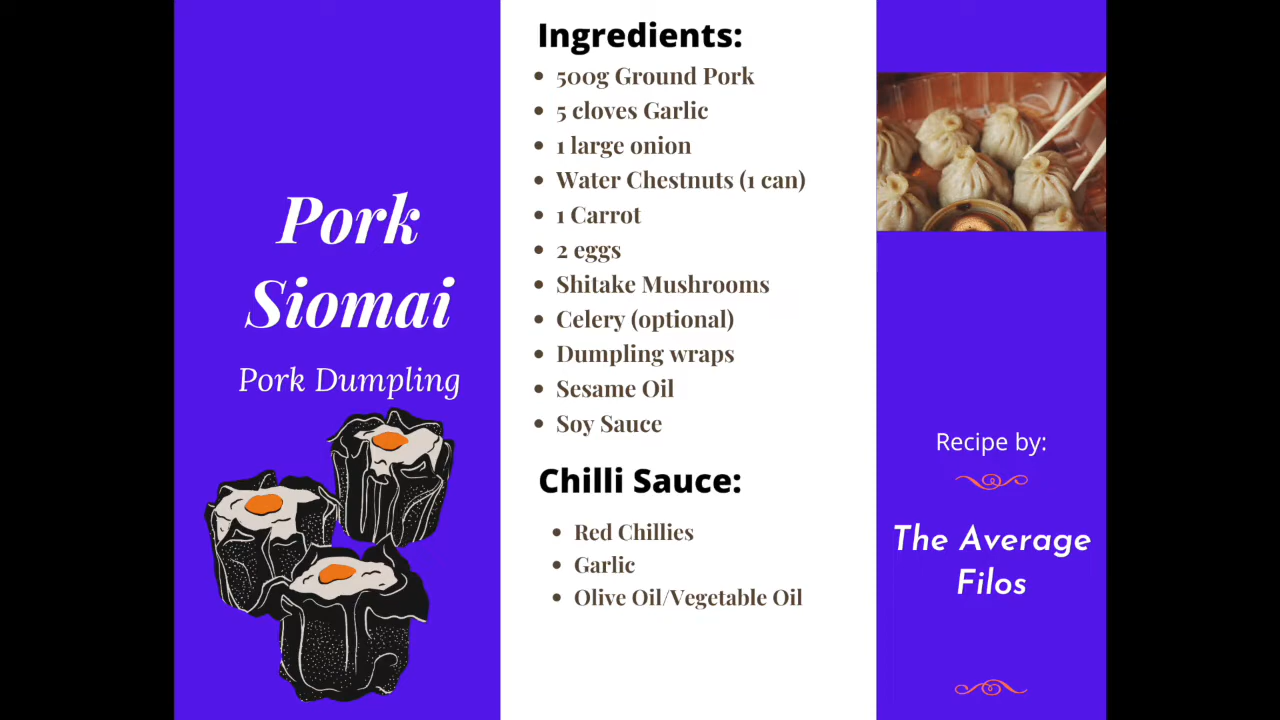 Pork
Siomai
Pork Dumpling
Ingredients:
• 500g Ground Pork
• 5 cloves Garlic
• 1 large onion
• Water Chestnuts (1 can)
• 1 Carrot
• 2 eggs
• Shitake Mushrooms
• Celery (optional)
• Dumpling wraps
• Sesame Oil
• Soy Sauce
Chilli Sauce:
• Red Chillies
• Garlic
• Olive Oil/Vegetable Oil
Recipe by:
The Average
Filos